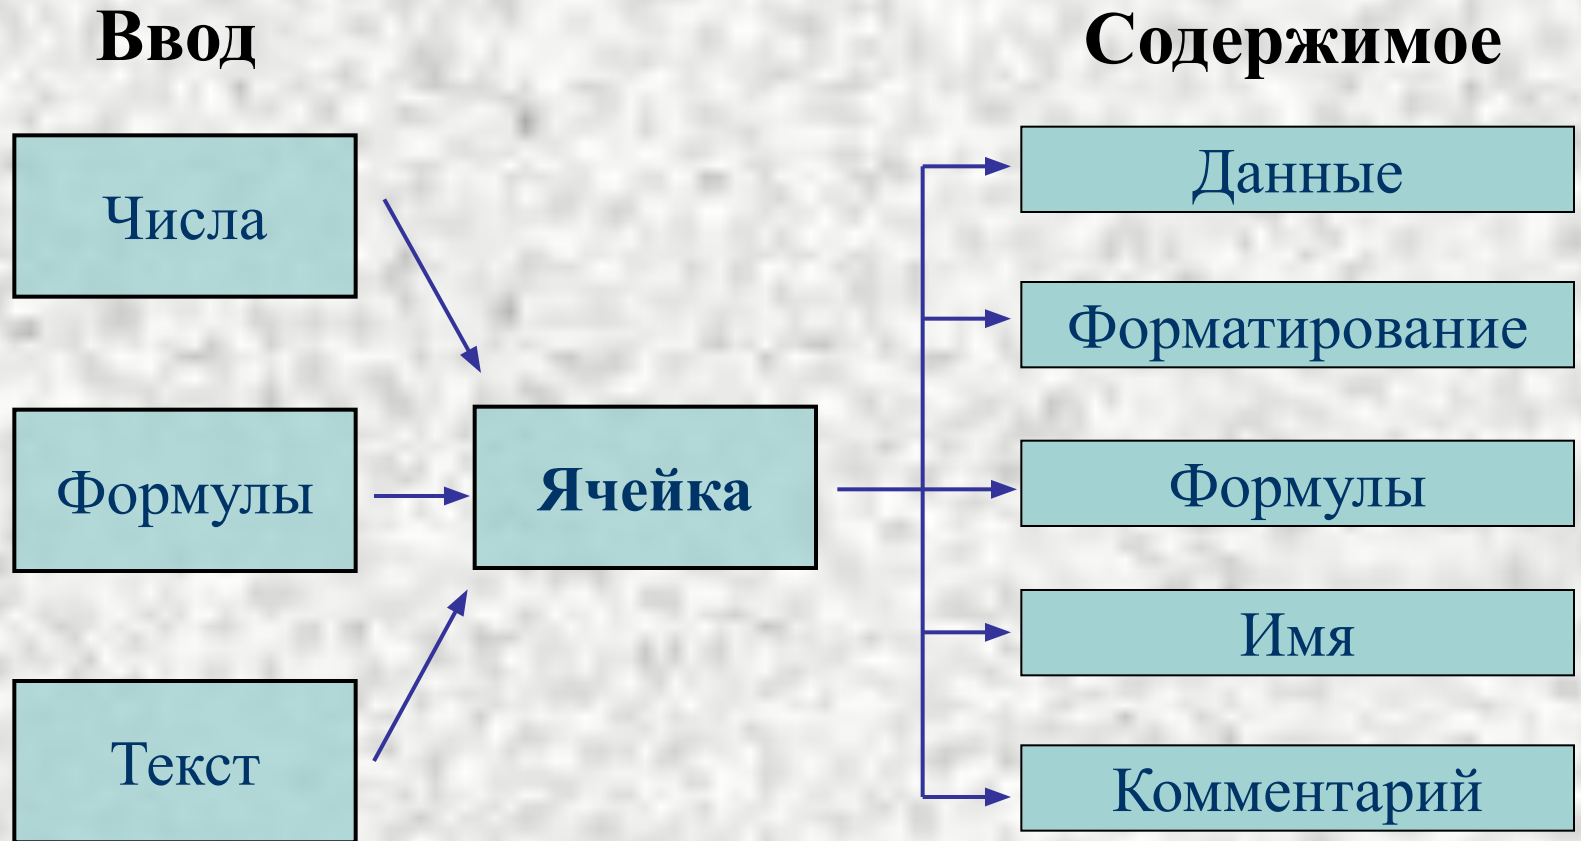 Ввод
Содержимое
Числа
Формулы
Текст
Ячейка
Данные
Форматирование
Формулы
Имя
Комментарий